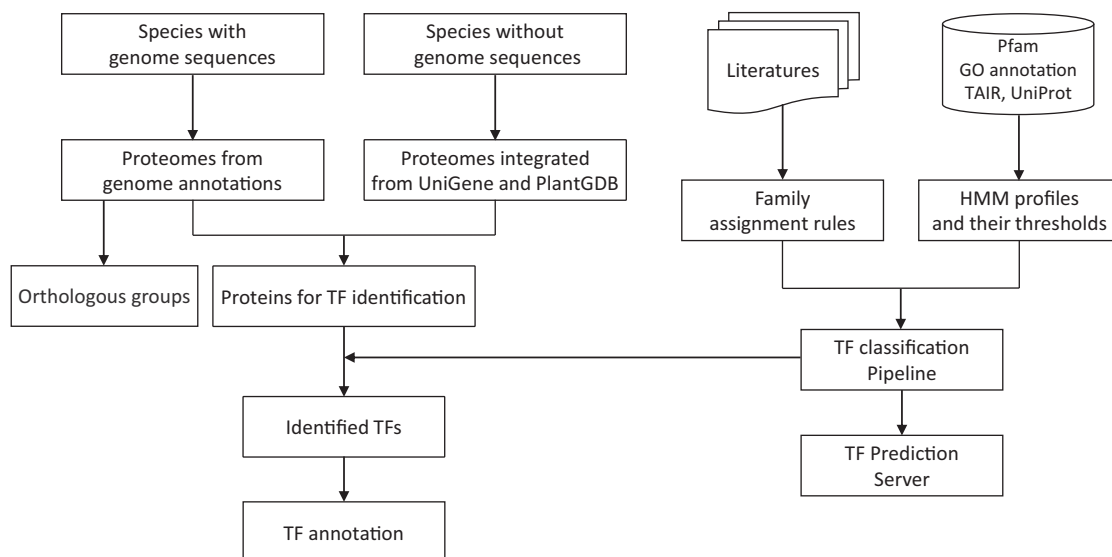 Species with
genome sequences
Species without
genome sequences
Literatures
Pfam
GO annotation
TAIR, UniProt
Proteomes from
genome annotations
Proteomes integrated
from UniGene and PlantGDB
Family
assignment rules
HMM profiles
and their thresholds
Orthologous groups
Proteins for TF identification
TF classification
Pipeline
Identified TFs
TF Prediction
Server
TF annotation